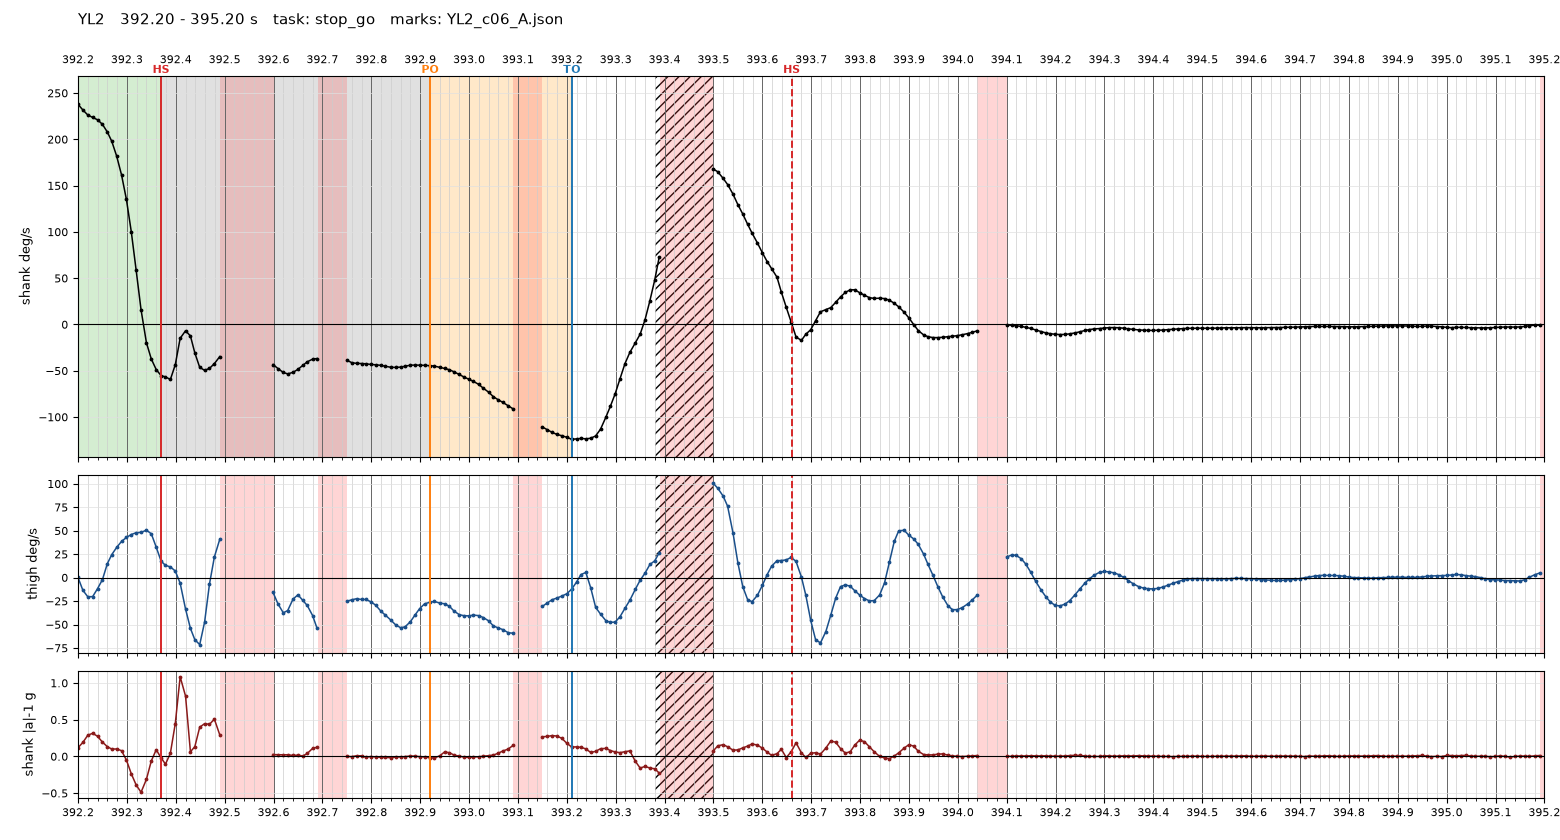 YL2 392.20 - 395.20 s task: stop_go marks: YL2_c06_A.json
392.2 392.3 392.4 392.5 392.6 392.7 392.8 392.9 393.0 393.1 393.2 393.3 393.4 393.5 393.6 393.7 393.8 393.9 394.0 394.1 394.2 394.3 394.4 394.5 394.6 394.7 394.8 394.9 395.0 395.1 395.2
HS PO TO HS
250
200
150
100
50
0
−50
−100
shank deg/s
100
75
50
25
0
−25
−50
−75
thigh deg/s
1.0
0.5
0.0
−0.5
shank |a|-1 g
392.2 392.3 392.4 392.5 392.6 392.7 392.8 392.9 393.0 393.1 393.2 393.3 393.4 393.5 393.6 393.7 393.8 393.9 394.0 394.1 394.2 394.3 394.4 394.5 394.6 394.7 394.8 394.9 395.0 395.1 395.2